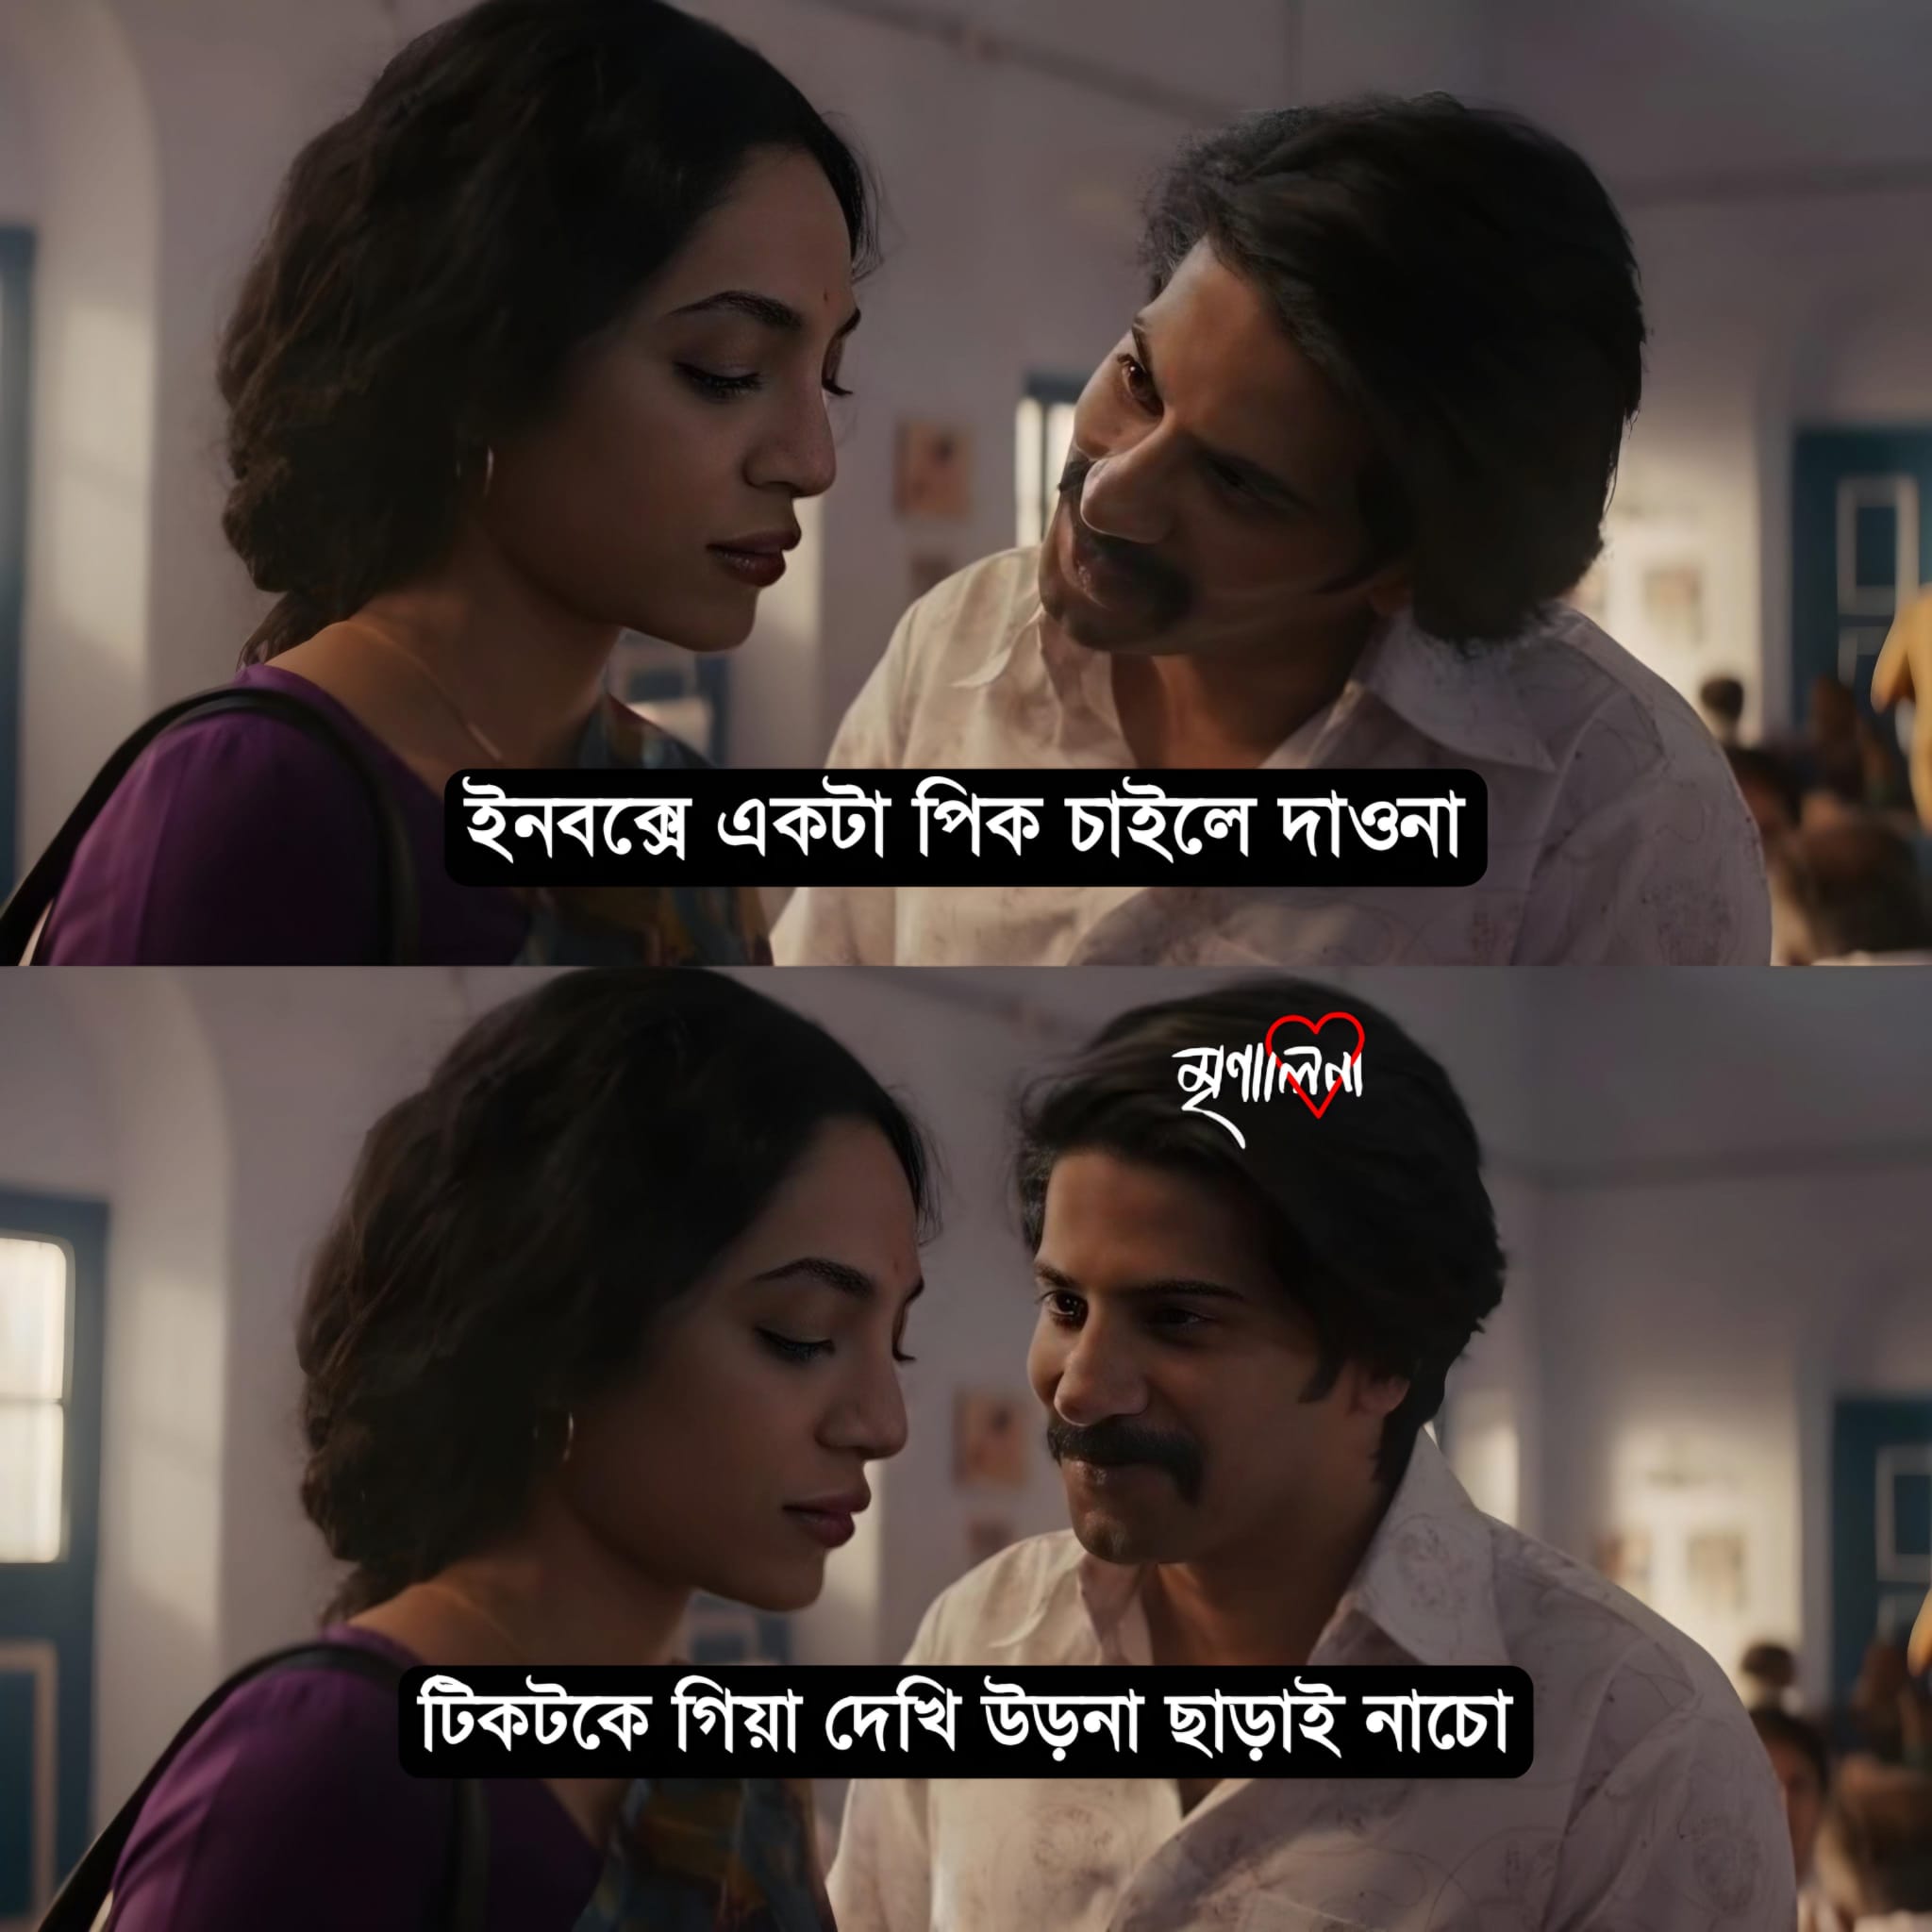 ইনবক্সে একটা পিক চাইলে দাওনা
মৃণালিনী
টিকটকে গিয়া দেখি উড়না ছাড়াই নাচো